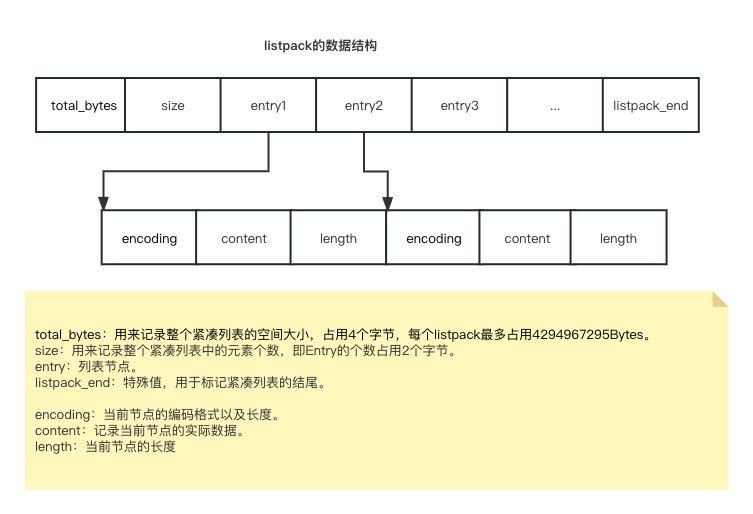 listpack的数据结构
total_bytes size entry1 entry2 entry3 ... listpack_end
encoding content length encoding content length
total_bytes：用来记录整个紧凑列表的空间大小，占用4个字节，每个listpack最多占用4294967295Bytes。
size：用来记录整个紧凑列表中的元素个数，即Entry的个数占用2个字节。
entry：列表节点。
listpack_end：特殊值，用于标记紧凑列表的结尾。
encoding：当前节点的编码格式以及长度。
content：记录当前节点的实际数据。
length：当前节点的长度